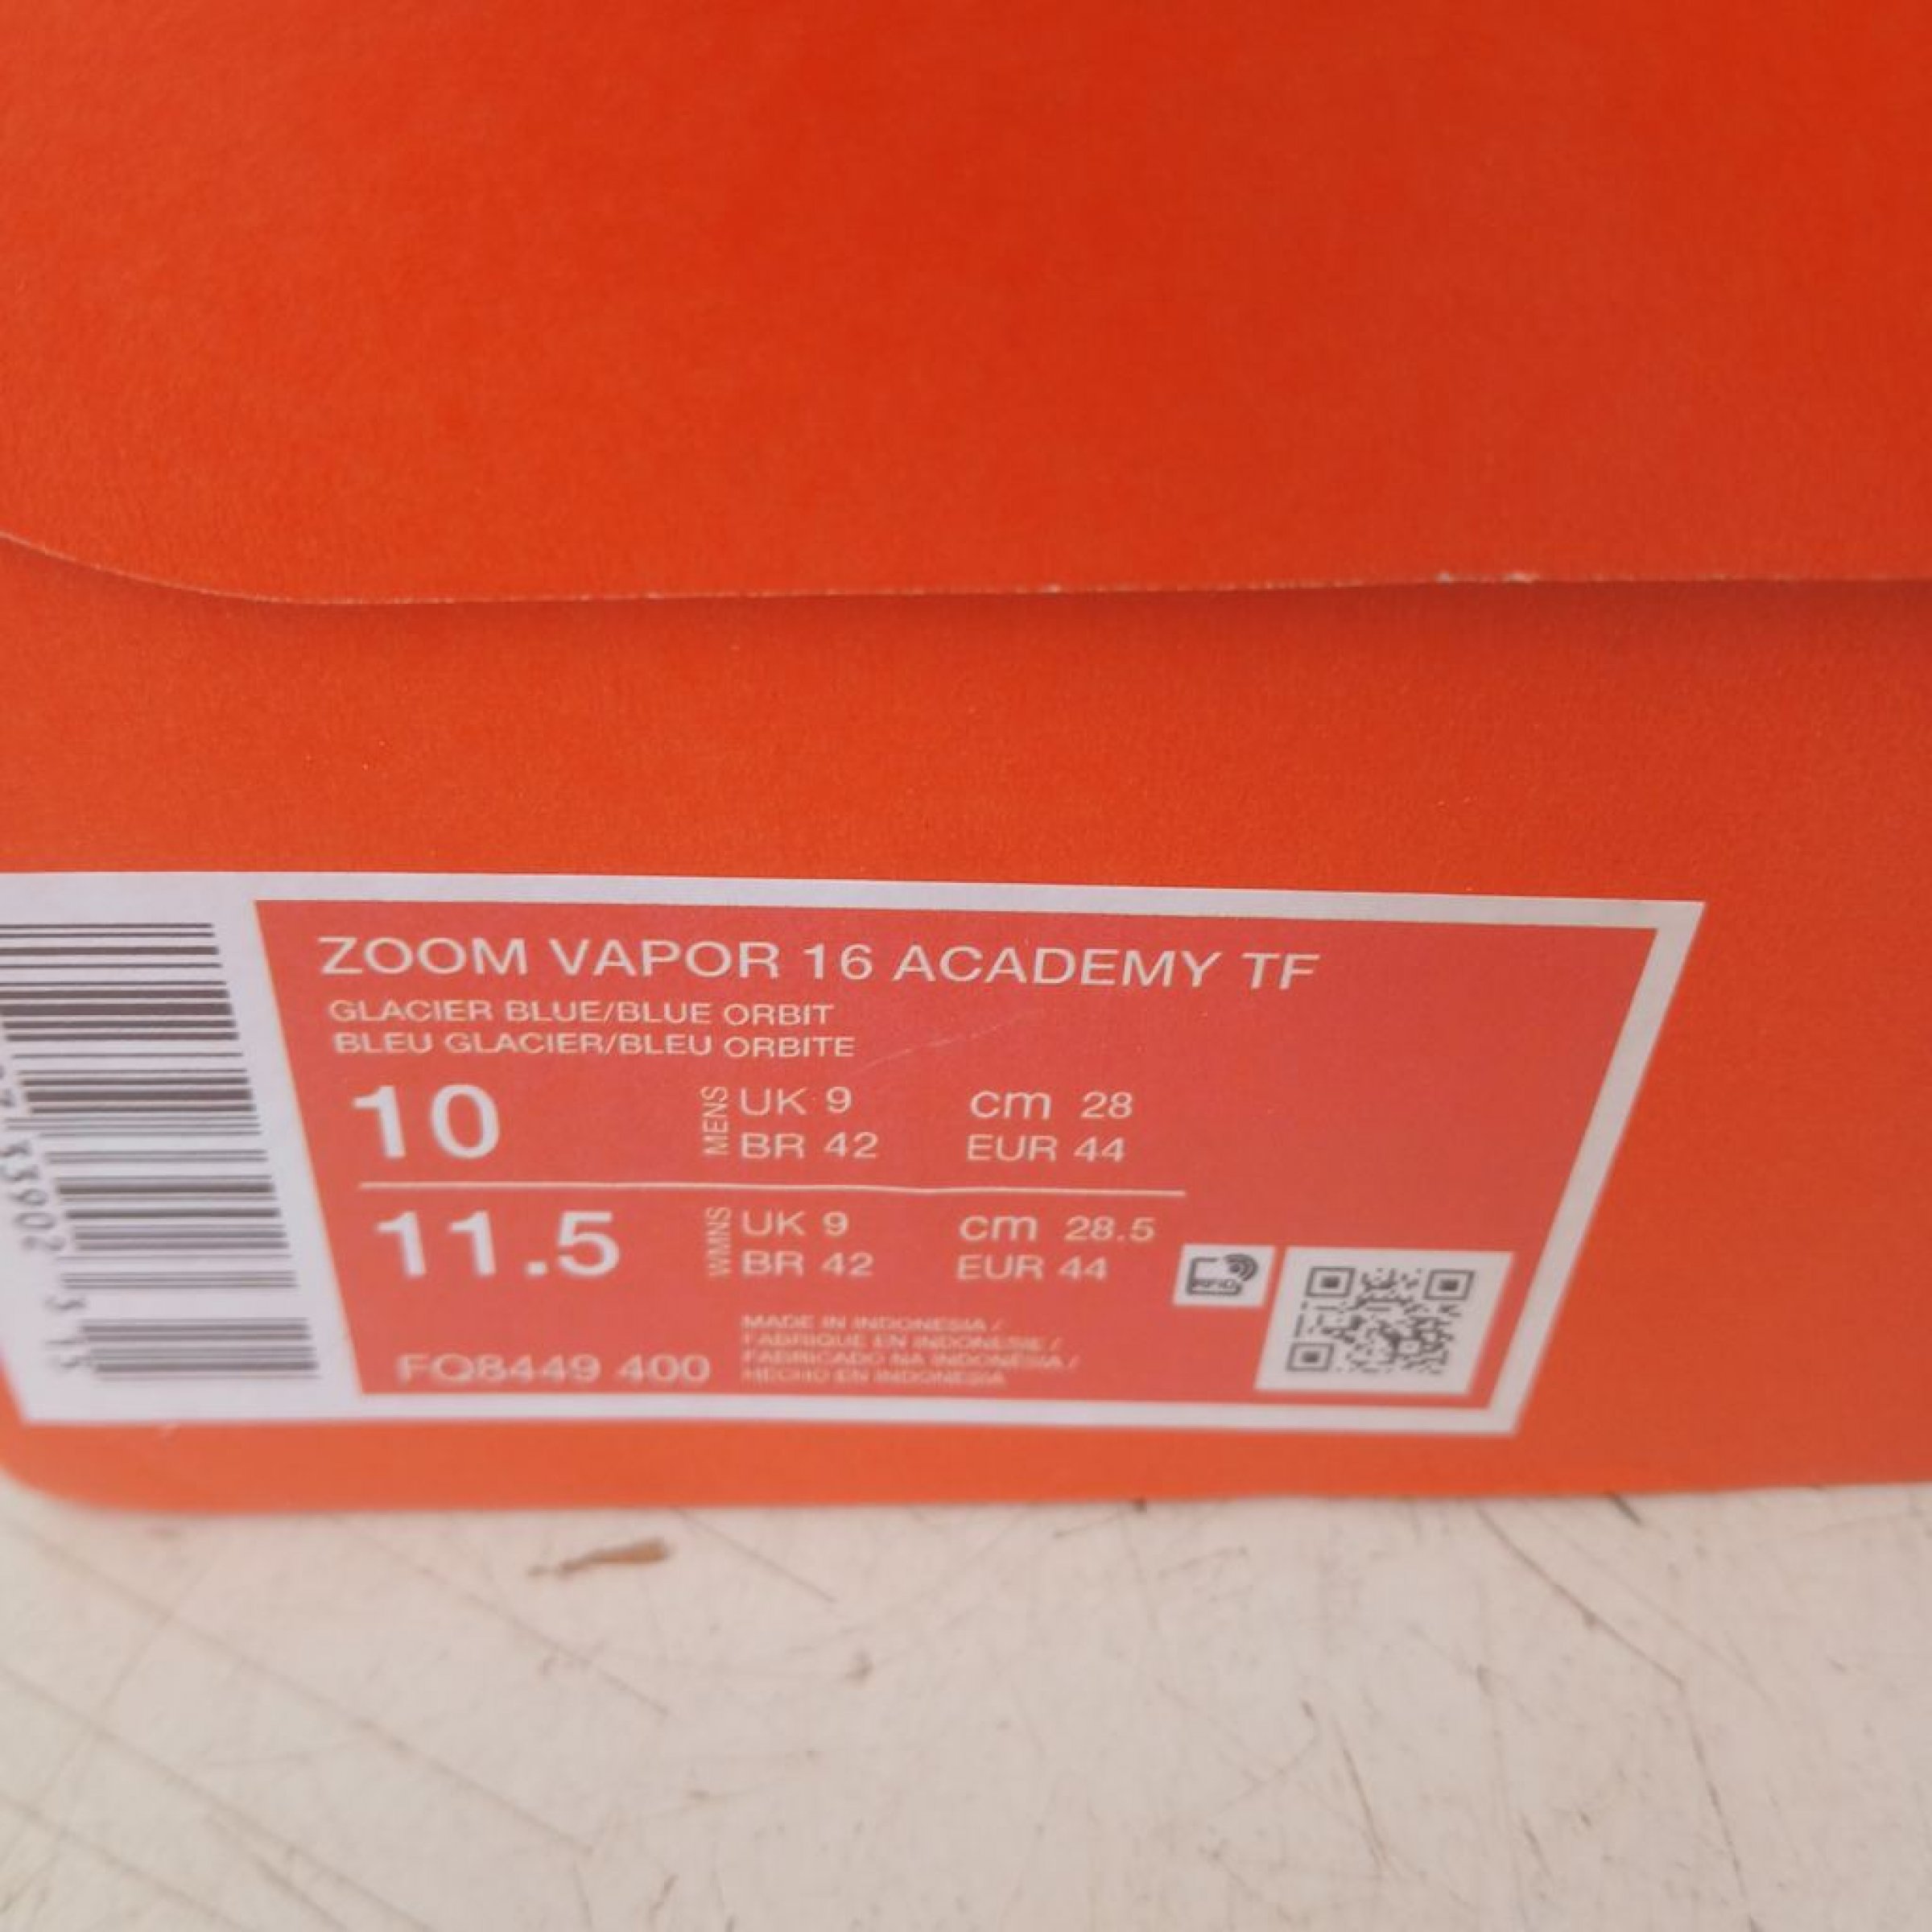 ZOOM VAPOR 16 ACADEMY TF
GLACIER BLUE/BLUE ORBIT
BLEU GLACIER/BLEU ORBITE
10 MENS UK 9 cm 28
BR 42 EUR 44
11.5 WMNS UK 9 cm 28.5
BR 42 EUR 44
FQ8449 400
MADE IN INDONESIA /
FABRIQUE EN INDONESIE /
FABRICADO NA INDONÉSIA /
HECHO EN INDONESIA